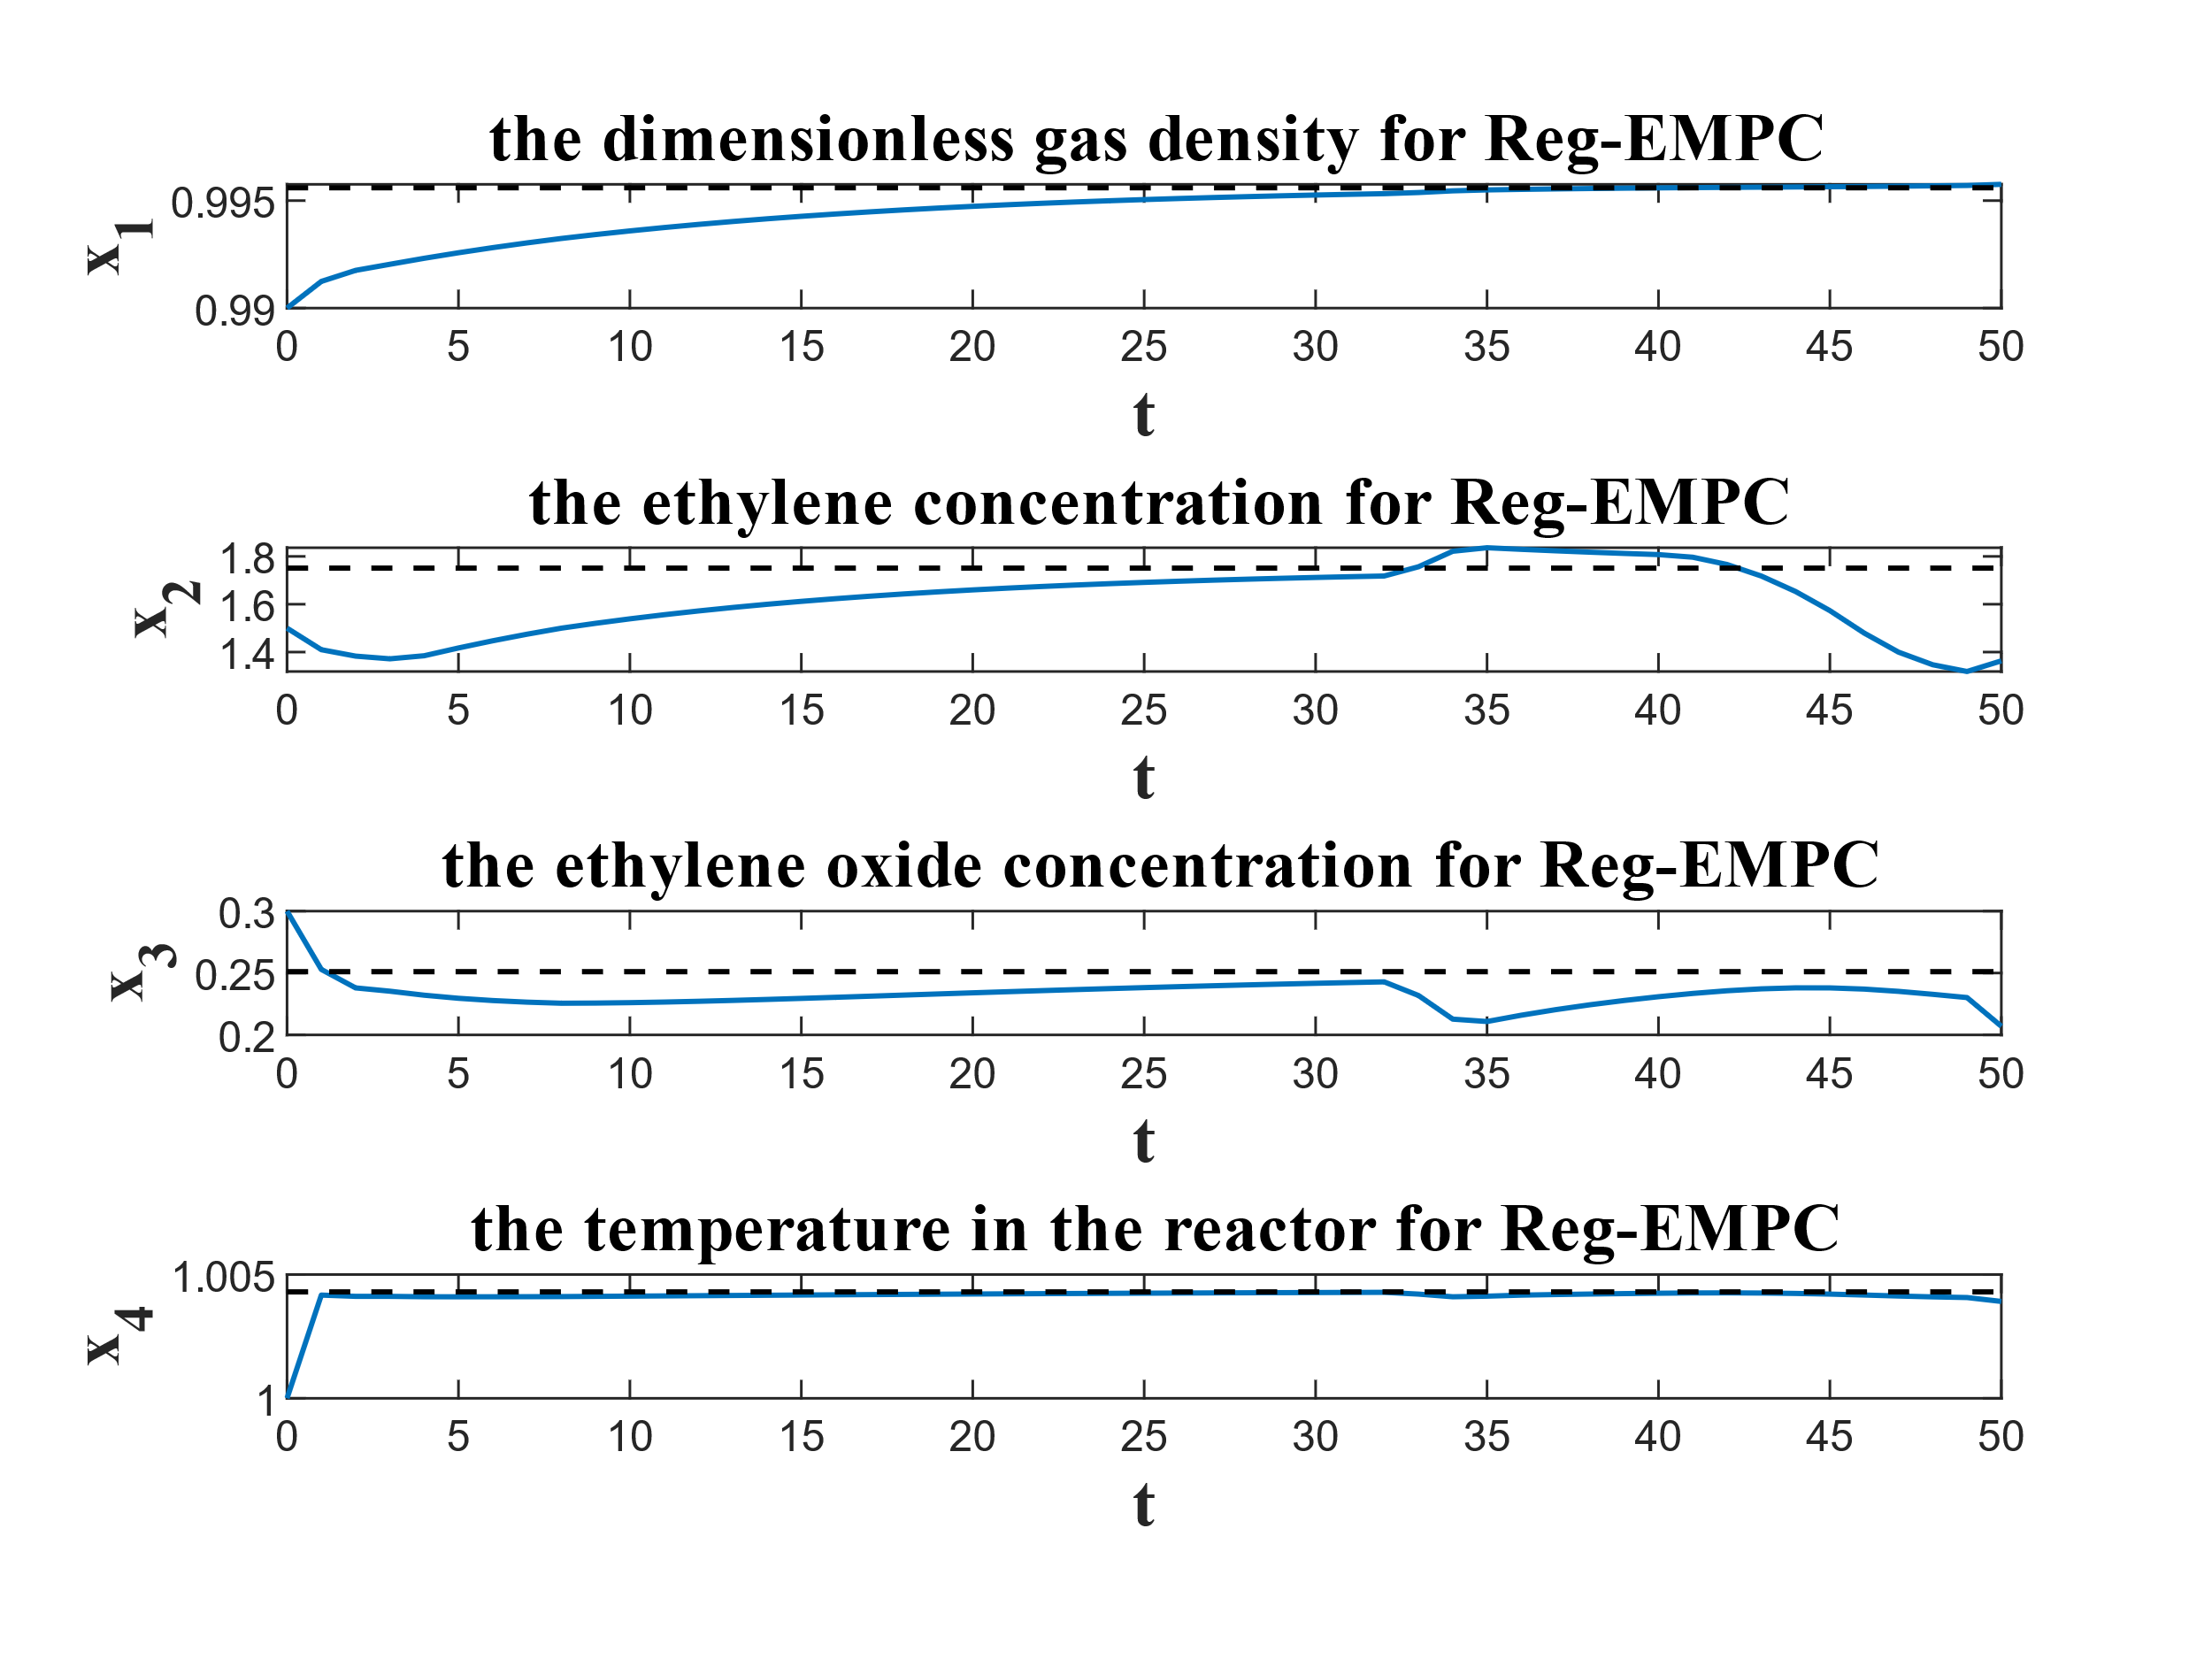 the dimensionless gas density for Reg-EMPC
x1
0.995
0.99
0 5 10 15 20 25 30 35 40 45 50
t
the ethylene concentration for Reg-EMPC
x2
1.8
1.6
1.4
0 5 10 15 20 25 30 35 40 45 50
t
the ethylene oxide concentration for Reg-EMPC
x3
0.3
0.25
0.2
0 5 10 15 20 25 30 35 40 45 50
t
the temperature in the reactor for Reg-EMPC
x4
1.005
1
0 5 10 15 20 25 30 35 40 45 50
t